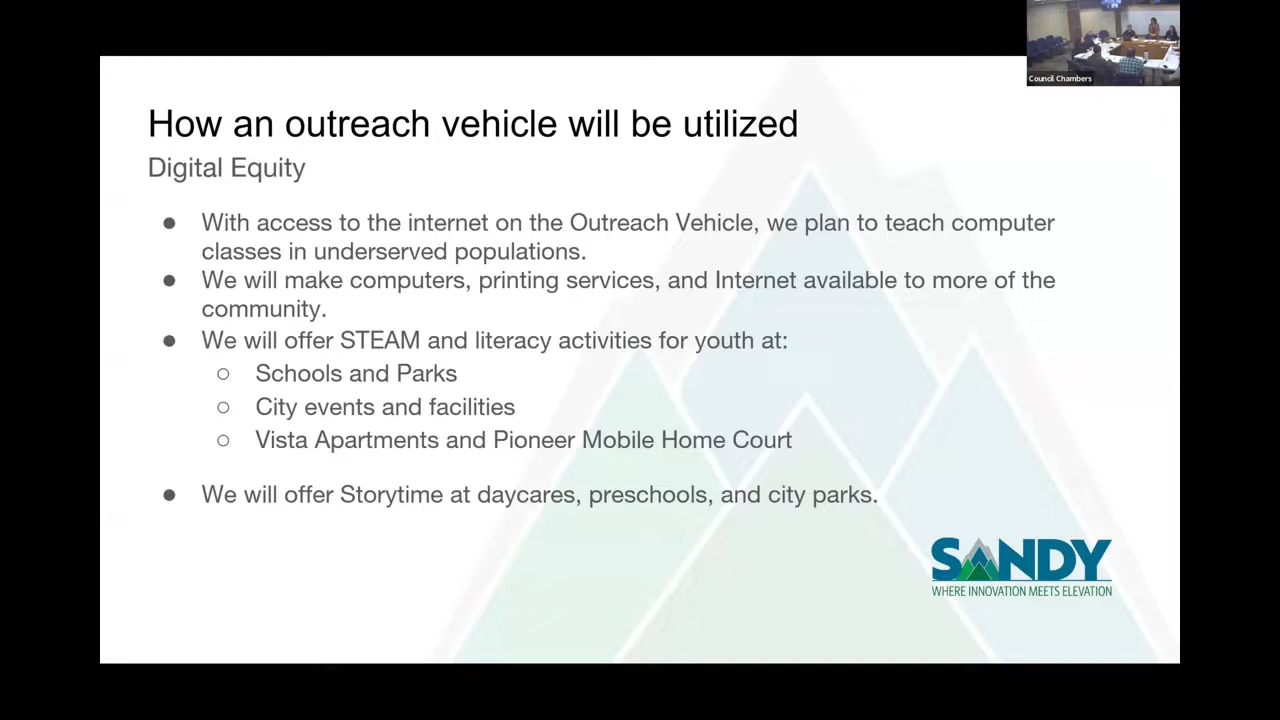 Council Chambers
How an outreach vehicle will be utilized
Digital Equity
● With access to the internet on the Outreach Vehicle, we plan to teach computer
classes in underserved populations.
● We will make computers, printing services, and Internet available to more of the
community.
● We will offer STEAM and literacy activities for youth at:
○ Schools and Parks
○ City events and facilities
○ Vista Apartments and Pioneer Mobile Home Court
● We will offer Storytime at daycares, preschools, and city parks.
SANDY
WHERE INNOVATION MEETS ELEVATION